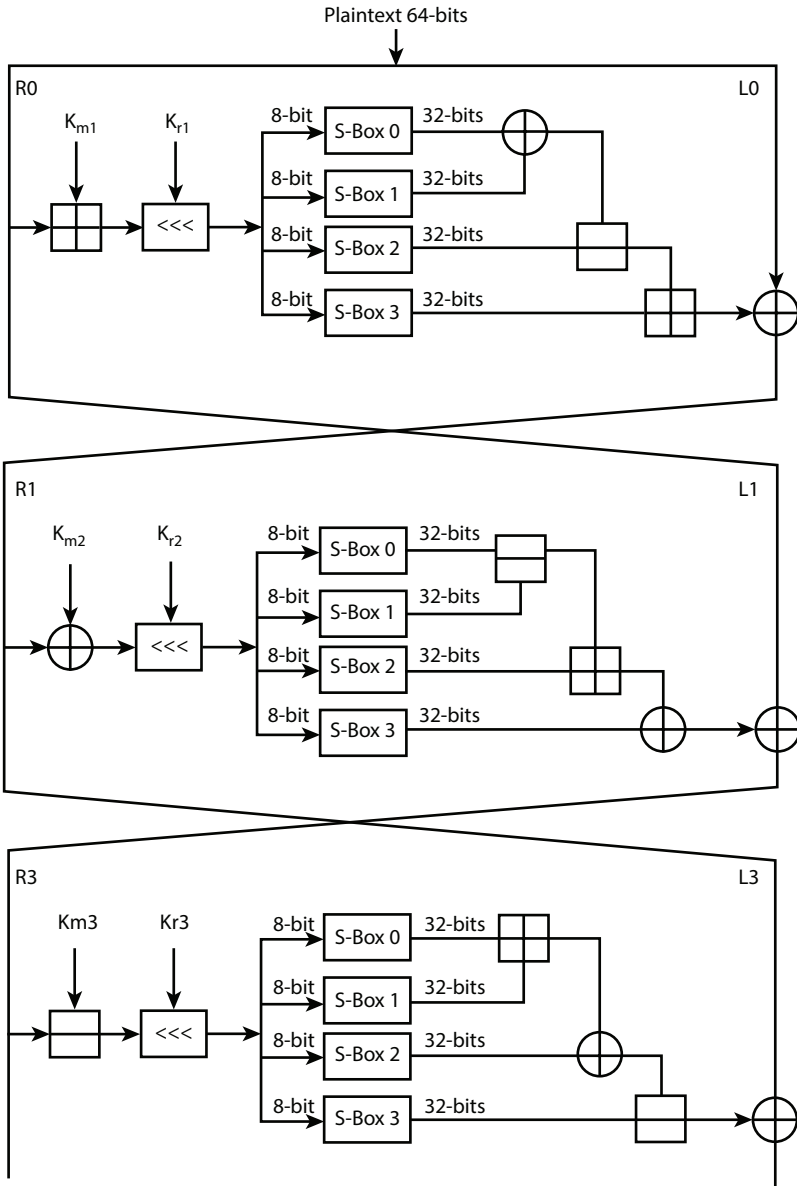 Plaintext 64-bits
R0 L0
Km1 Kr1
8-bit S-Box 0 32-bits
8-bit S-Box 1 32-bits
<<<
8-bit S-Box 2 32-bits
8-bit S-Box 3 32-bits
R1 L1
Km2 Kr2
8-bit S-Box 0 32-bits
8-bit S-Box 1 32-bits
<<<
8-bit S-Box 2 32-bits
8-bit S-Box 3 32-bits
R3 L3
Km3 Kr3
8-bit S-Box 0 32-bits
8-bit S-Box 1 32-bits
<<<
8-bit S-Box 2 32-bits
8-bit S-Box 3 32-bits